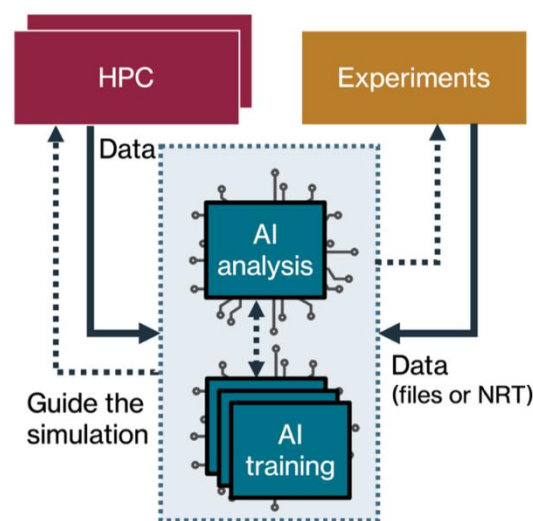 HPC
Experiments
Data
AI
analysis
Data
(files or NRT)
Guide the
simulation
AI
training